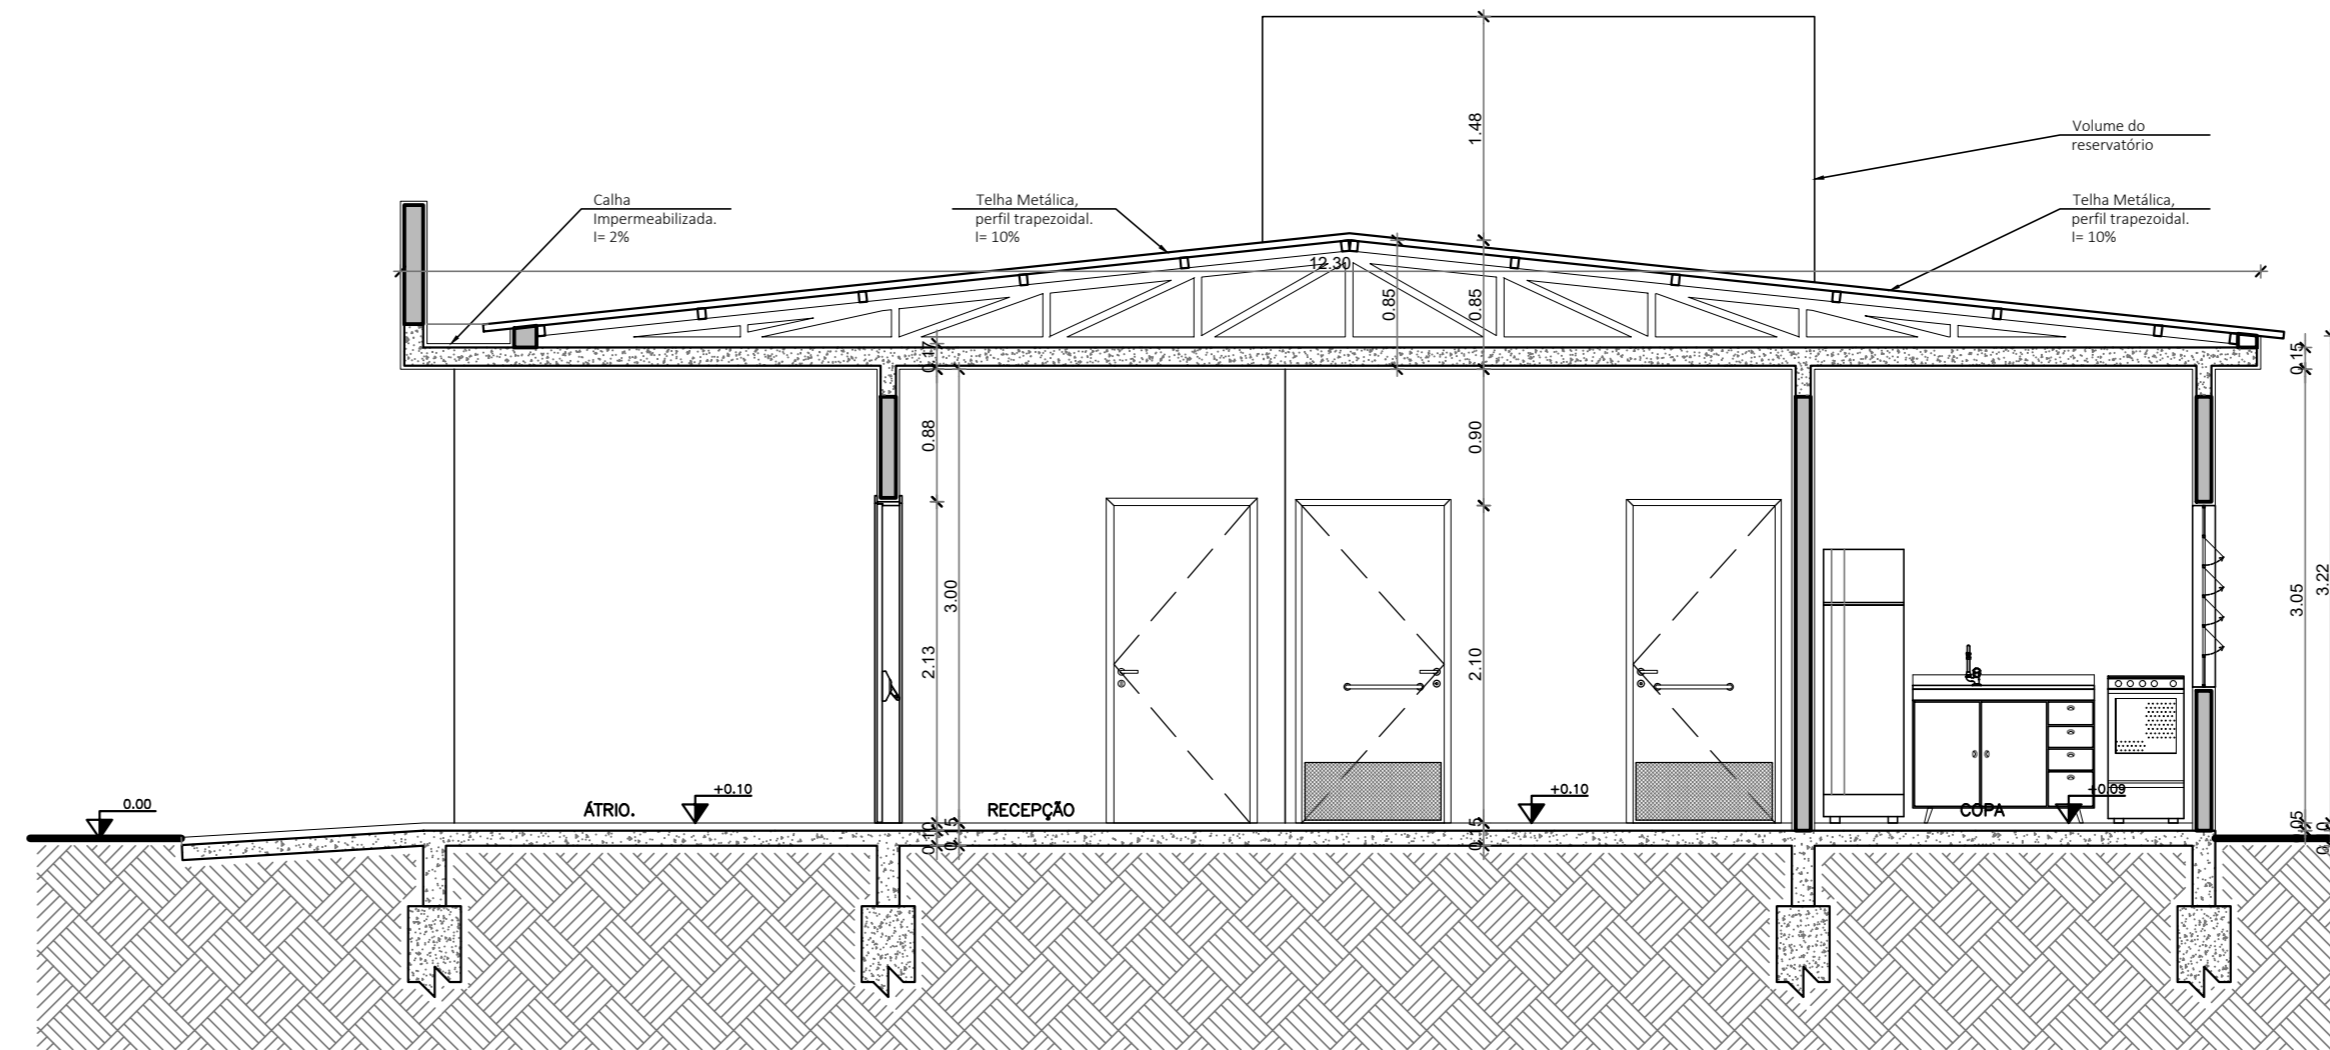 1.48
Volume do
reservatório
Calha
Impermeabilizada.
I= 2%
Telha Metálica,
perfil trapezoidal.
I= 10%
Telha Metálica,
perfil trapezoidal.
I= 10%
12.30
0.85
0.85
0.17
0.15
0.88
0.90
3.00
3.05
3.22
2.13
2.10
0.00
ÁTRIO.
+0.10
RECEPÇÃO
+0.10
COPA
+0.09
0.10